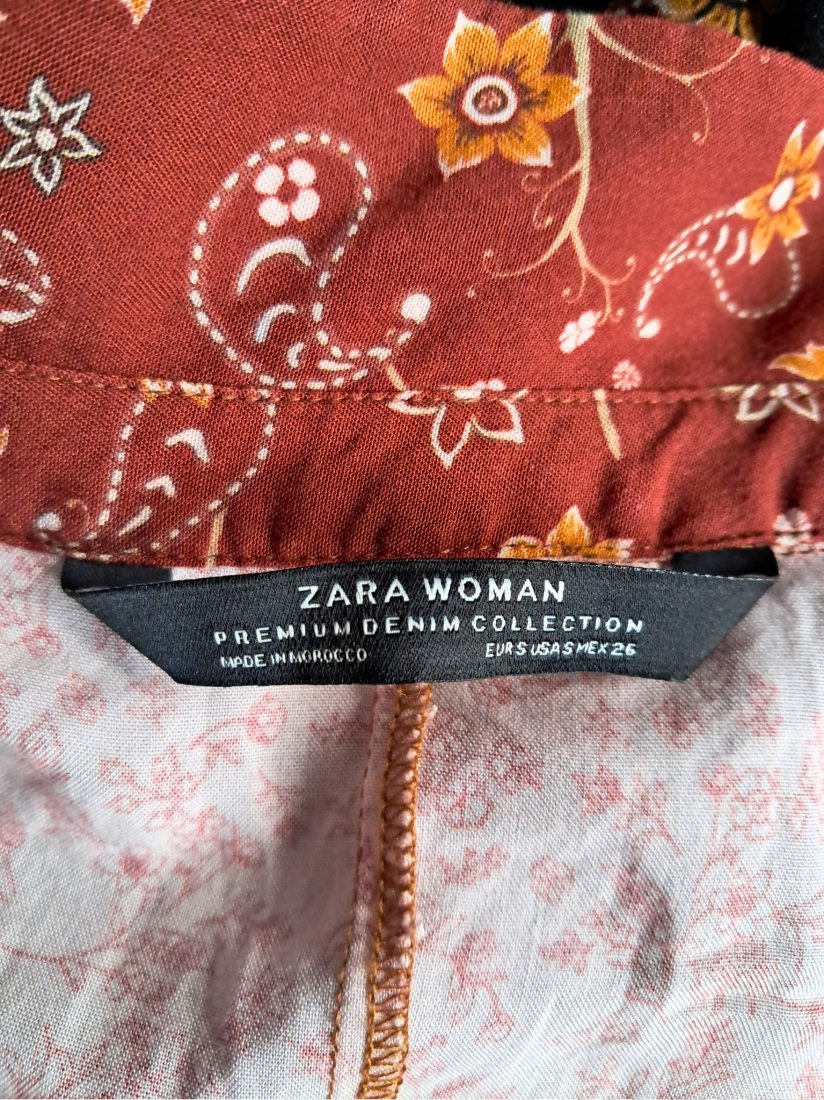 ZARA WOMAN
PREMIUM DENIM COLLECTION
MADE IN MOROCCO EUR S USA S MEX 26